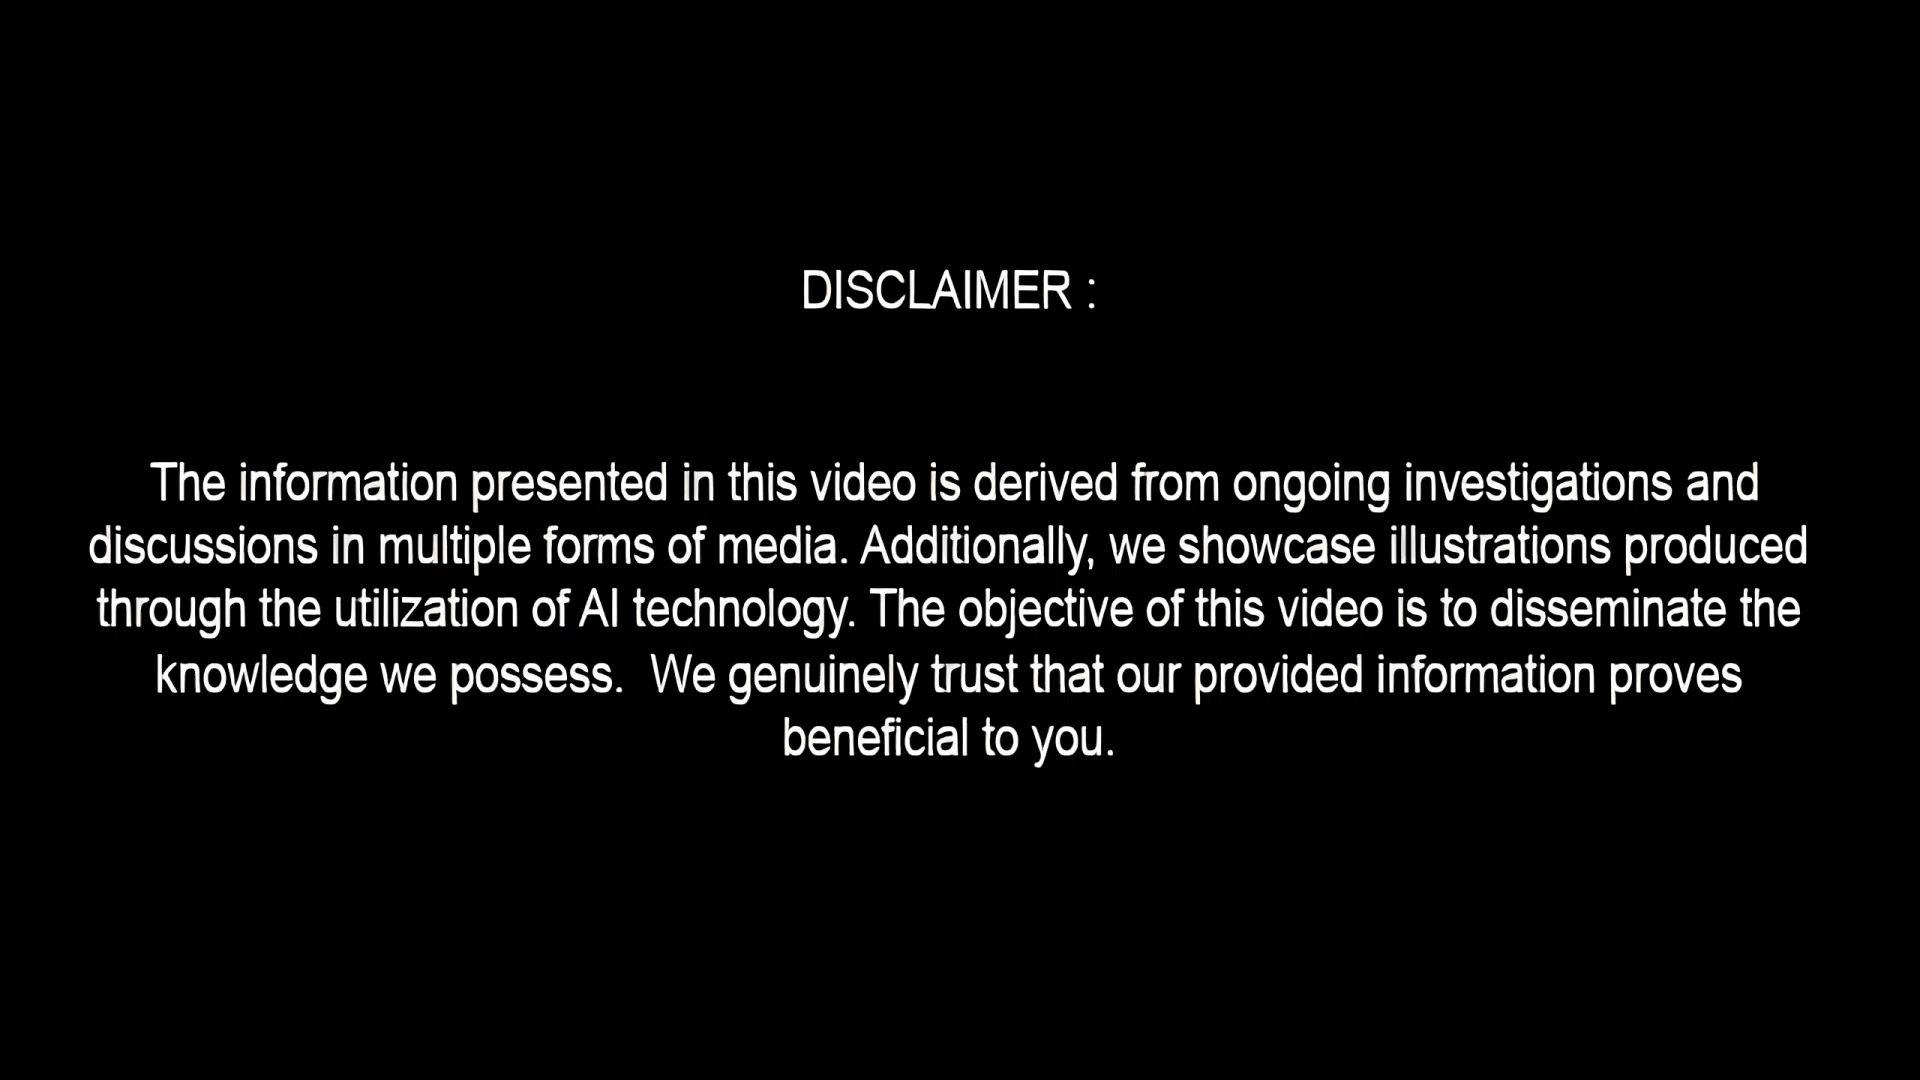 DISCLAIMER :
The information presented in this video is derived from ongoing investigations and
discussions in multiple forms of media. Additionally, we showcase illustrations produced
through the utilization of AI technology. The objective of this video is to disseminate the
knowledge we possess.  We genuinely trust that our provided information proves
beneficial to you.